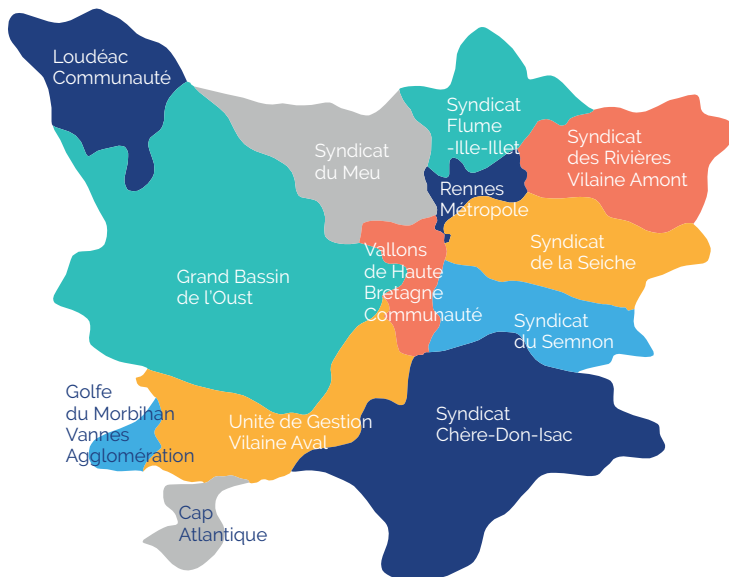 Loudéac
Communauté
Syndicat
Flume
-Ille-Illet
Syndicat
des Rivières
Vilaine Amont
Syndicat
du Meu
Rennes
Métropole
Vallons
de Haute
Bretagne
Communauté
Syndicat
de la Seiche
Grand Bassin
de l'Oust
Syndicat
du Semnon
Golfe
du Morbihan
Vannes
Agglomération
Unité de Gestion
Vilaine Aval
Syndicat
Chère-Don-Isac
Cap
Atlantique